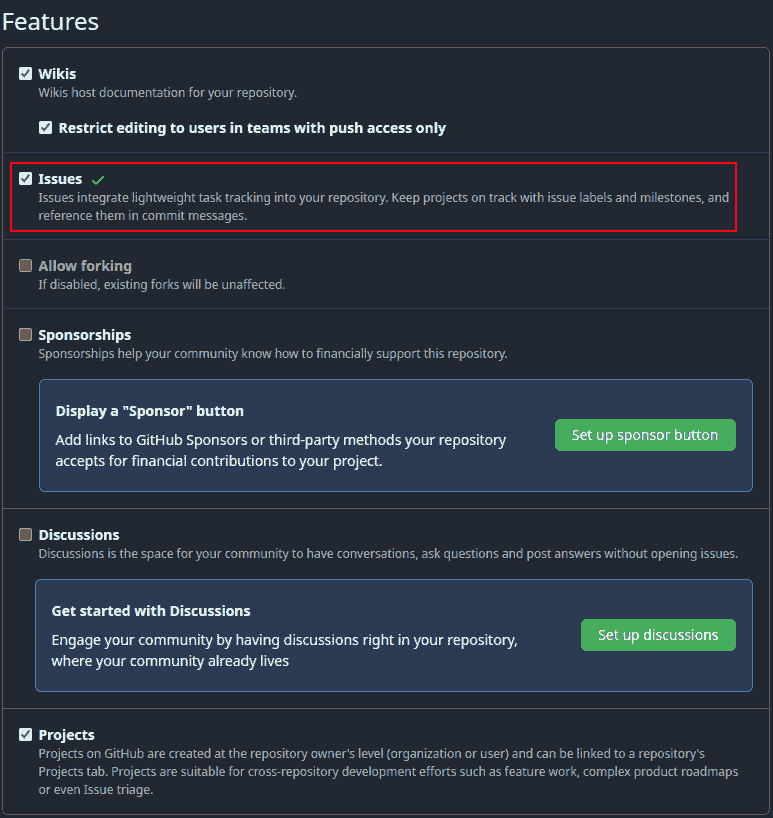 Features
Wikis
Wikis host documentation for your repository.
Restrict editing to users in teams with push access only
Issues
Issues integrate lightweight task tracking into your repository. Keep projects on track with issue labels and milestones, and
reference them in commit messages.
Allow forking
If disabled, existing forks will be unaffected.
Sponsorships
Sponsorships help your community know how to financially support this repository.
Display a "Sponsor" button
Add links to GitHub Sponsors or third-party methods your repository
accepts for financial contributions to your project.
Set up sponsor button
Discussions
Discussions is the space for your community to have conversations, ask questions and post answers without opening issues.
Get started with Discussions
Engage your community by having discussions right in your repository,
where your community already lives
Set up discussions
Projects
Projects on GitHub are created at the repository owner's level (organization or user) and can be linked to a repository's
Projects tab. Projects are suitable for cross-repository development efforts such as feature work, complex product roadmaps
or even Issue triage.